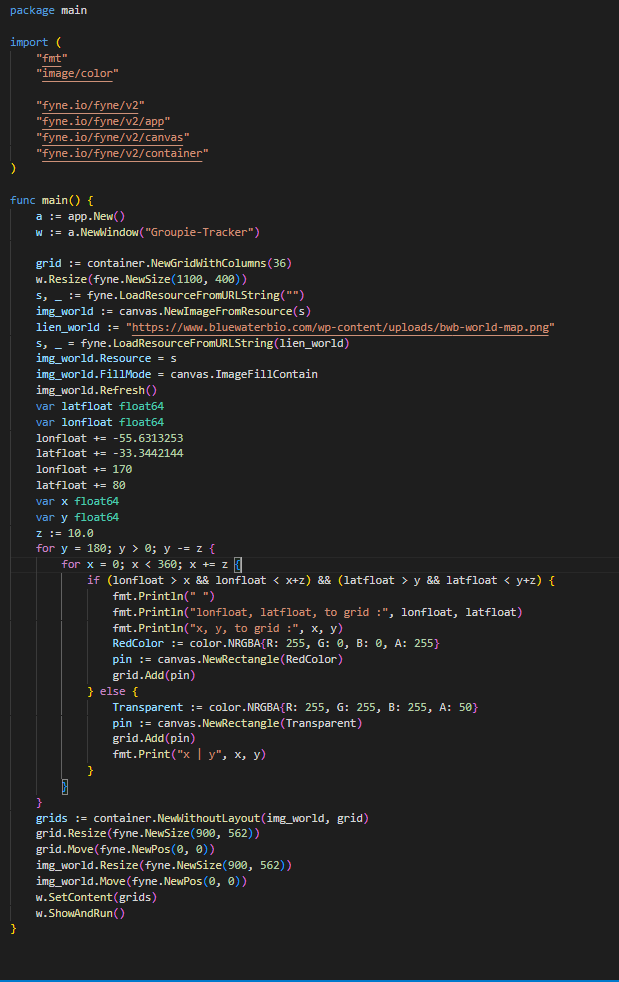 package main
import (
"fmt"
"image/color"
"fyne.io/fyne/v2"
"fyne.io/fyne/v2/app"
"fyne.io/fyne/v2/canvas"
"fyne.io/fyne/v2/container"
)
func main() {
a := app.New()
w := a.NewWindow("Groupie-Tracker")
grid := container.NewGridWithColumns(36)
w.Resize(fyne.NewSize(1100, 400))
s, _ := fyne.LoadResourceFromURLString("")
img_world := canvas.NewImageFromResource(s)
lien_world := "https://www.bluewaterbio.com/wp-content/uploads/bwb-world-map.png"
s, _ = fyne.LoadResourceFromURLString(lien_world)
img_world.Resource = s
img_world.FillMode = canvas.ImageFillContain
img_world.Refresh()
var latfloat float64
var lonfloat float64
lonfloat += -55.6313253
latfloat += -33.3442144
lonfloat += 170
latfloat += 80
var x float64
var y float64
z := 10.0
for y = 180; y > 0; y -= z {
for x = 0; x < 360; x += z {
if (lonfloat > x && lonfloat < x+z) && (latfloat > y && latfloat < y+z) {
fmt.Println(" ")
fmt.Println("lonfloat, latfloat, to grid :", lonfloat, latfloat)
fmt.Println("x, y, to grid :", x, y)
RedColor := color.NRGBA{R: 255, G: 0, B: 0, A: 255}
pin := canvas.NewRectangle(RedColor)
grid.Add(pin)
} else {
Transparent := color.NRGBA{R: 255, G: 255, B: 255, A: 50}
pin := canvas.NewRectangle(Transparent)
grid.Add(pin)
fmt.Print("x | y", x, y)
}
}
}
grids := container.NewWithoutLayout(img_world, grid)
grid.Resize(fyne.NewSize(900, 562))
grid.Move(fyne.NewPos(0, 0))
img_world.Resize(fyne.NewSize(900, 562))
img_world.Move(fyne.NewPos(0, 0))
w.SetContent(grids)
w.ShowAndRun()
}